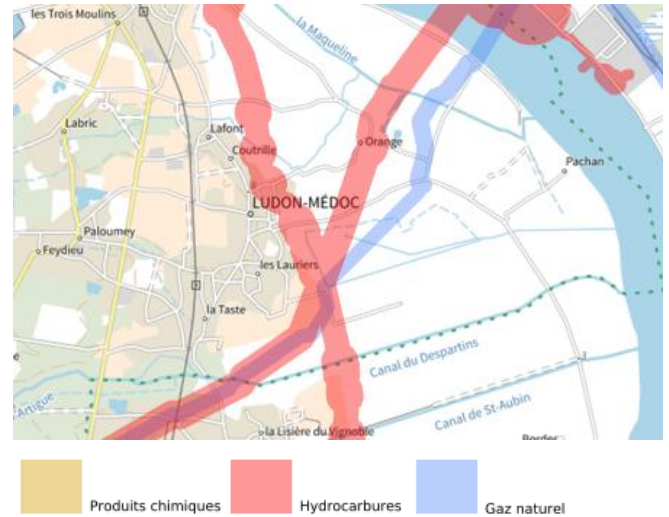 les Trois Moulins
la Maqueline
Labric
Lafont
Coutrille
Orange
Pachan
LUDON-MÉDOC
Paloumey
Feydieu
les Lauriers
la Taste
Canal du Despartins
Artigue
Canal de St-Aubin
la Lisière du Vignoble
Produits chimiques
Hydrocarbures
Gaz naturel